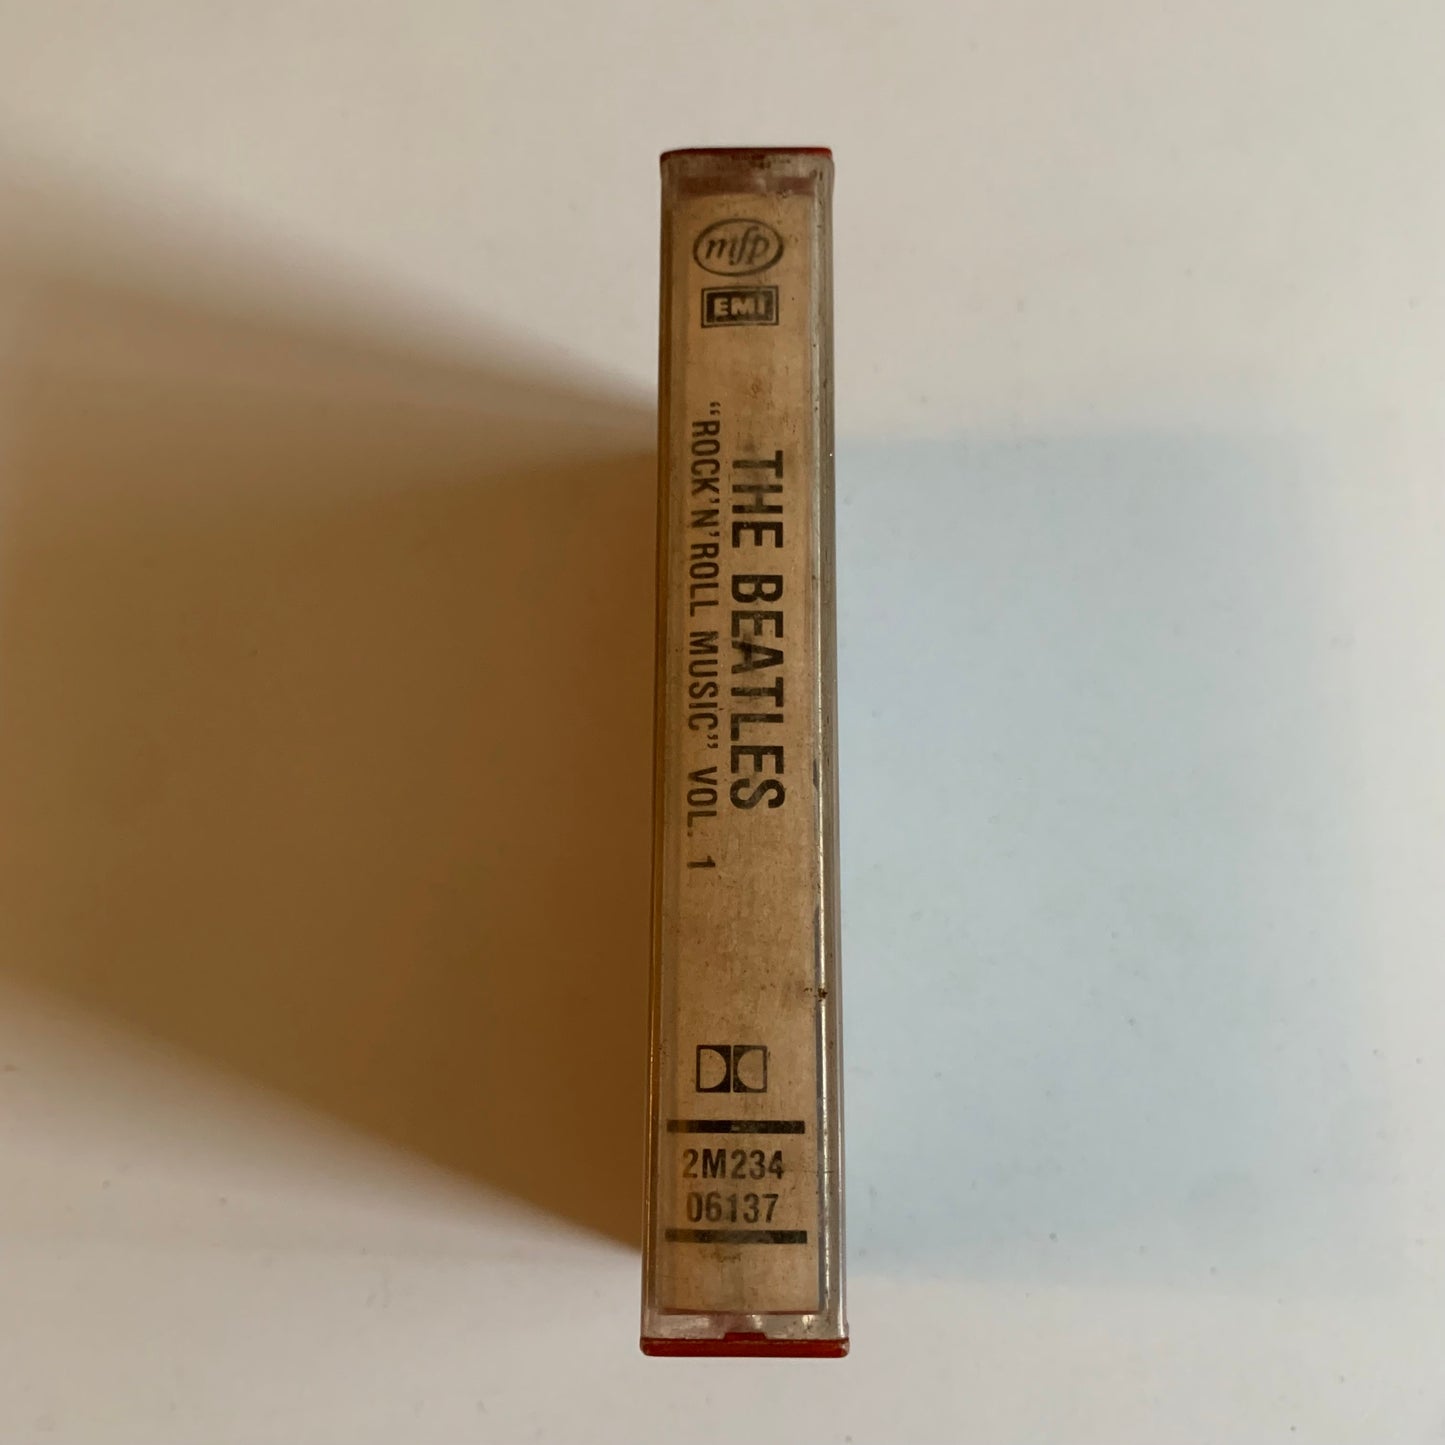 mfp
EMI
THE BEATLES
“ROCK’N’ROLL MUSIC” VOL. 1
2M234
06137